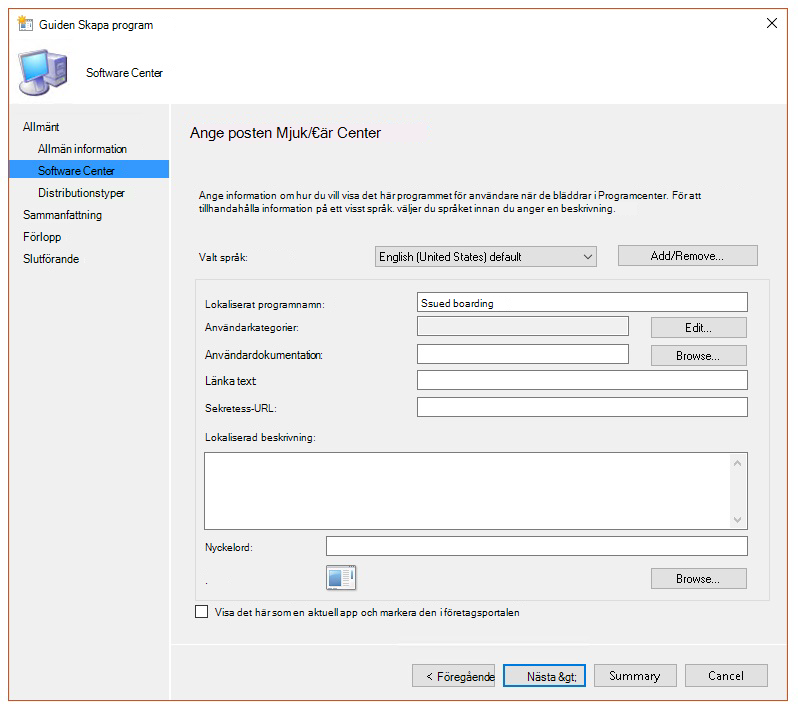 Guiden Skapa program
Software Center
Allmänt
Allmän information
Software Center
Distributionstyper
Sammanfattning
Förlopp
Slutförande
Ange posten Mjuk/€är Center
Ange information om hur du vill visa det här programmet för användare när de bläddrar i Programcenter. För att
tillhandahålla information på ett visst språk. väljer du språket innan du anger en beskrivning.
Valt språk:
English (United States) default
Add/Remove...
Lokaliserat programnamn:
Ssued boarding
Användarkategorier:
Edit...
Användardokumentation:
Browse...
Länka text:
Sekretess-URL:
Lokaliserad beskrivning:
Nyckelord:
.
Browse...
Visa det här som en aktuell app och markera den i företagsportalen
< Föregående
Nästa &gt;
Summary
Cancel